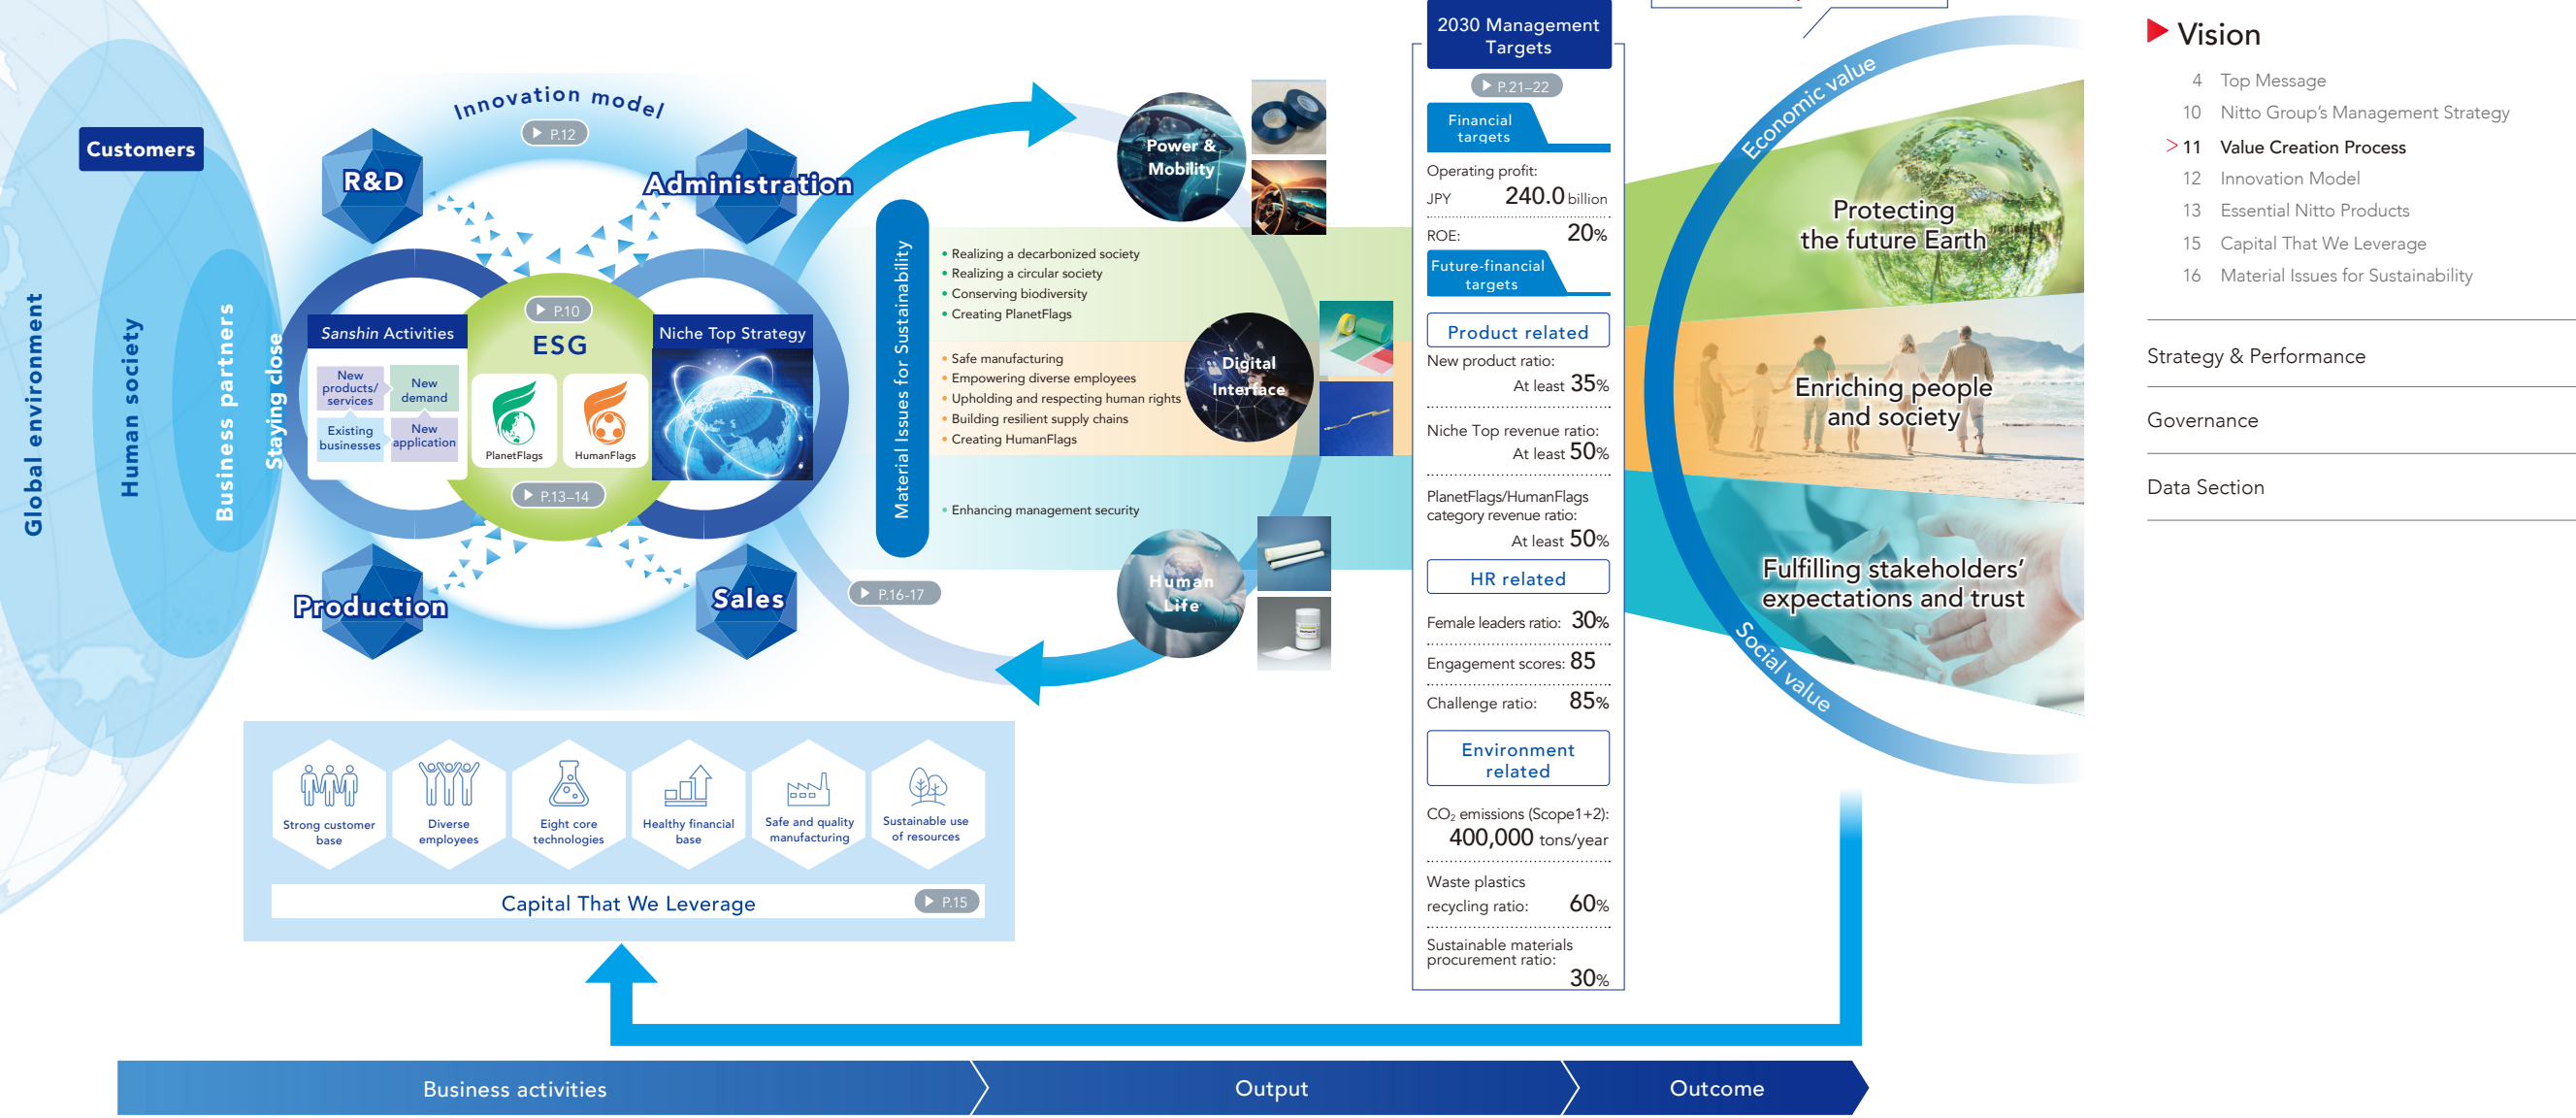 Global environment
Human society
Business partners
Staying close
Customers
Innovation model
P.12
R&D
Administration
Production
Sales
Sanshin Activities
New
products/
services
New
demand
Existing
businesses
New
application
P.10
ESG
PlanetFlags
HumanFlags
P.13–14
Niche Top Strategy
Material Issues for Sustainability
• Realizing a decarbonized society
• Realizing a circular society
• Conserving biodiversity
• Creating PlanetFlags
• Safe manufacturing
• Empowering diverse employees
• Upholding and respecting human rights
• Building resilient supply chains
• Creating HumanFlags
• Enhancing management security
P.16-17
Power &
Mobility
Digital
Interface
Human
Life
2030 Management
Targets
P.21–22
Financial
targets
Operating profit:
JPY 240.0 billion
ROE: 20%
Future-financial
targets
Product related
New product ratio:
At least 35%
Niche Top revenue ratio:
At least 50%
PlanetFlags/HumanFlags
category revenue ratio:
At least 50%
HR related
Female leaders ratio: 30%
Engagement scores: 85
Challenge ratio: 85%
Environment
related
CO₂ emissions (Scope1+2):
400,000 tons/year
Waste plastics
recycling ratio: 60%
Sustainable materials
procurement ratio:
30%
Economic value
Social value
Protecting
the future Earth
Enriching people
and society
Fulfilling stakeholders’
expectations and trust
Strong customer
base
Diverse
employees
Eight core
technologies
Healthy financial
base
Safe and quality
manufacturing
Sustainable use
of resources
Capital That We Leverage
P.15
Business activities
Output
Outcome
Vision
4 Top Message
10 Nitto Group’s Management Strategy
> 11 Value Creation Process
12 Innovation Model
13 Essential Nitto Products
15 Capital That We Leverage
16 Material Issues for Sustainability
Strategy & Performance
Governance
Data Section